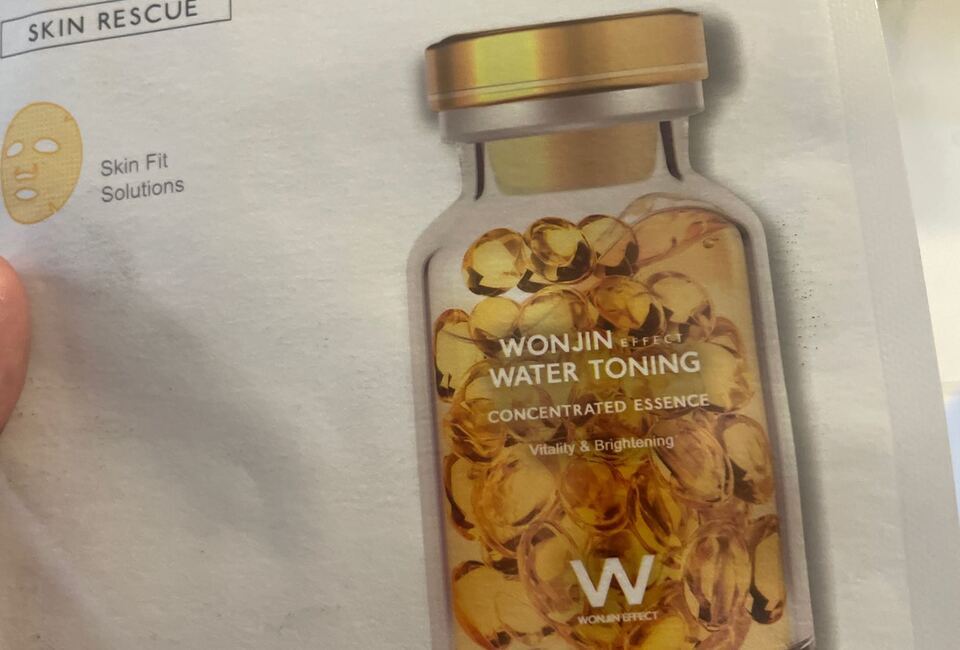 SKIN RESCUE
Skin Fit
Solutions
WONJIN EFFECT
WATER TONING
CONCENTRATED ESSENCE
Vitality & Brightening
W
WONJIN EFFECT